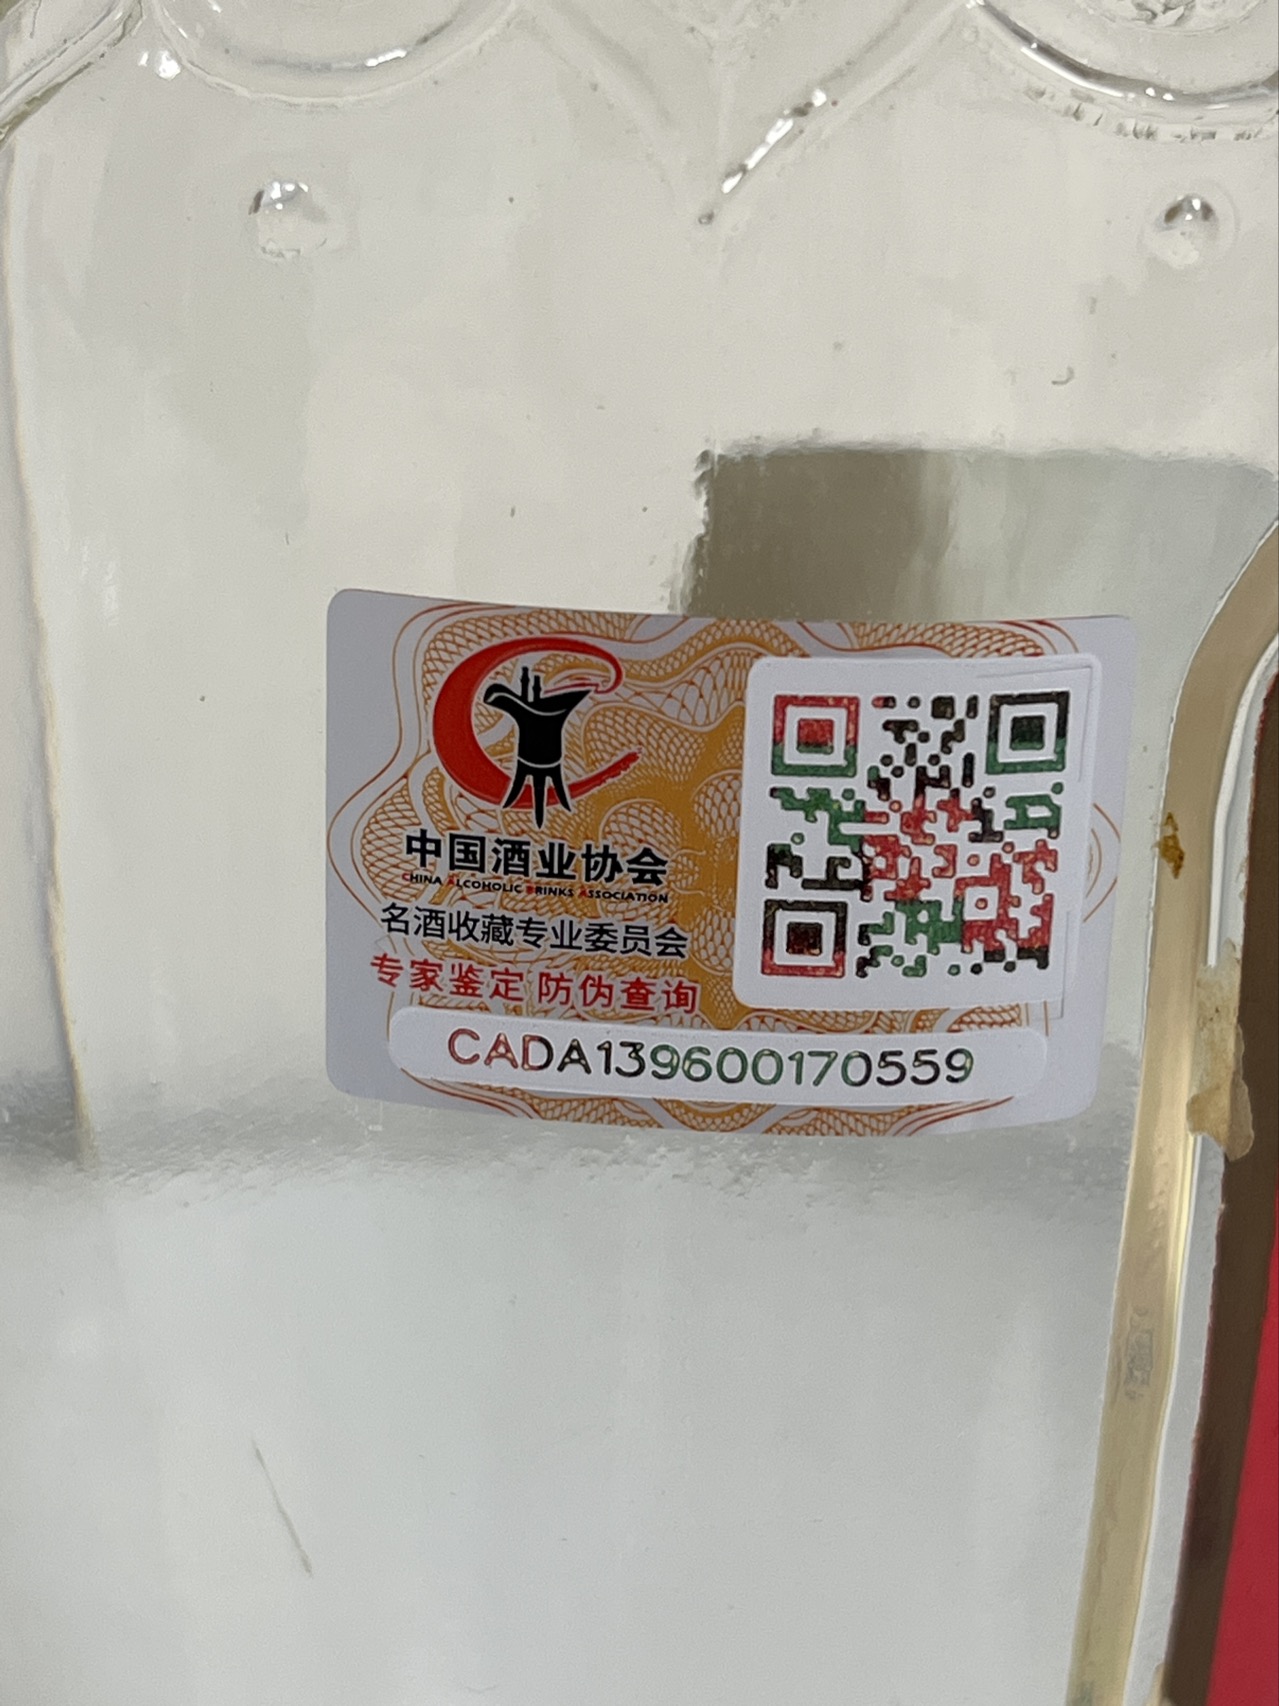 中国酒业协会
CHINA ALCOHOLIC DRINKS ASSOCIATION
名酒收藏专业委员会
专家鉴定 防伪查询
CADA139600170559